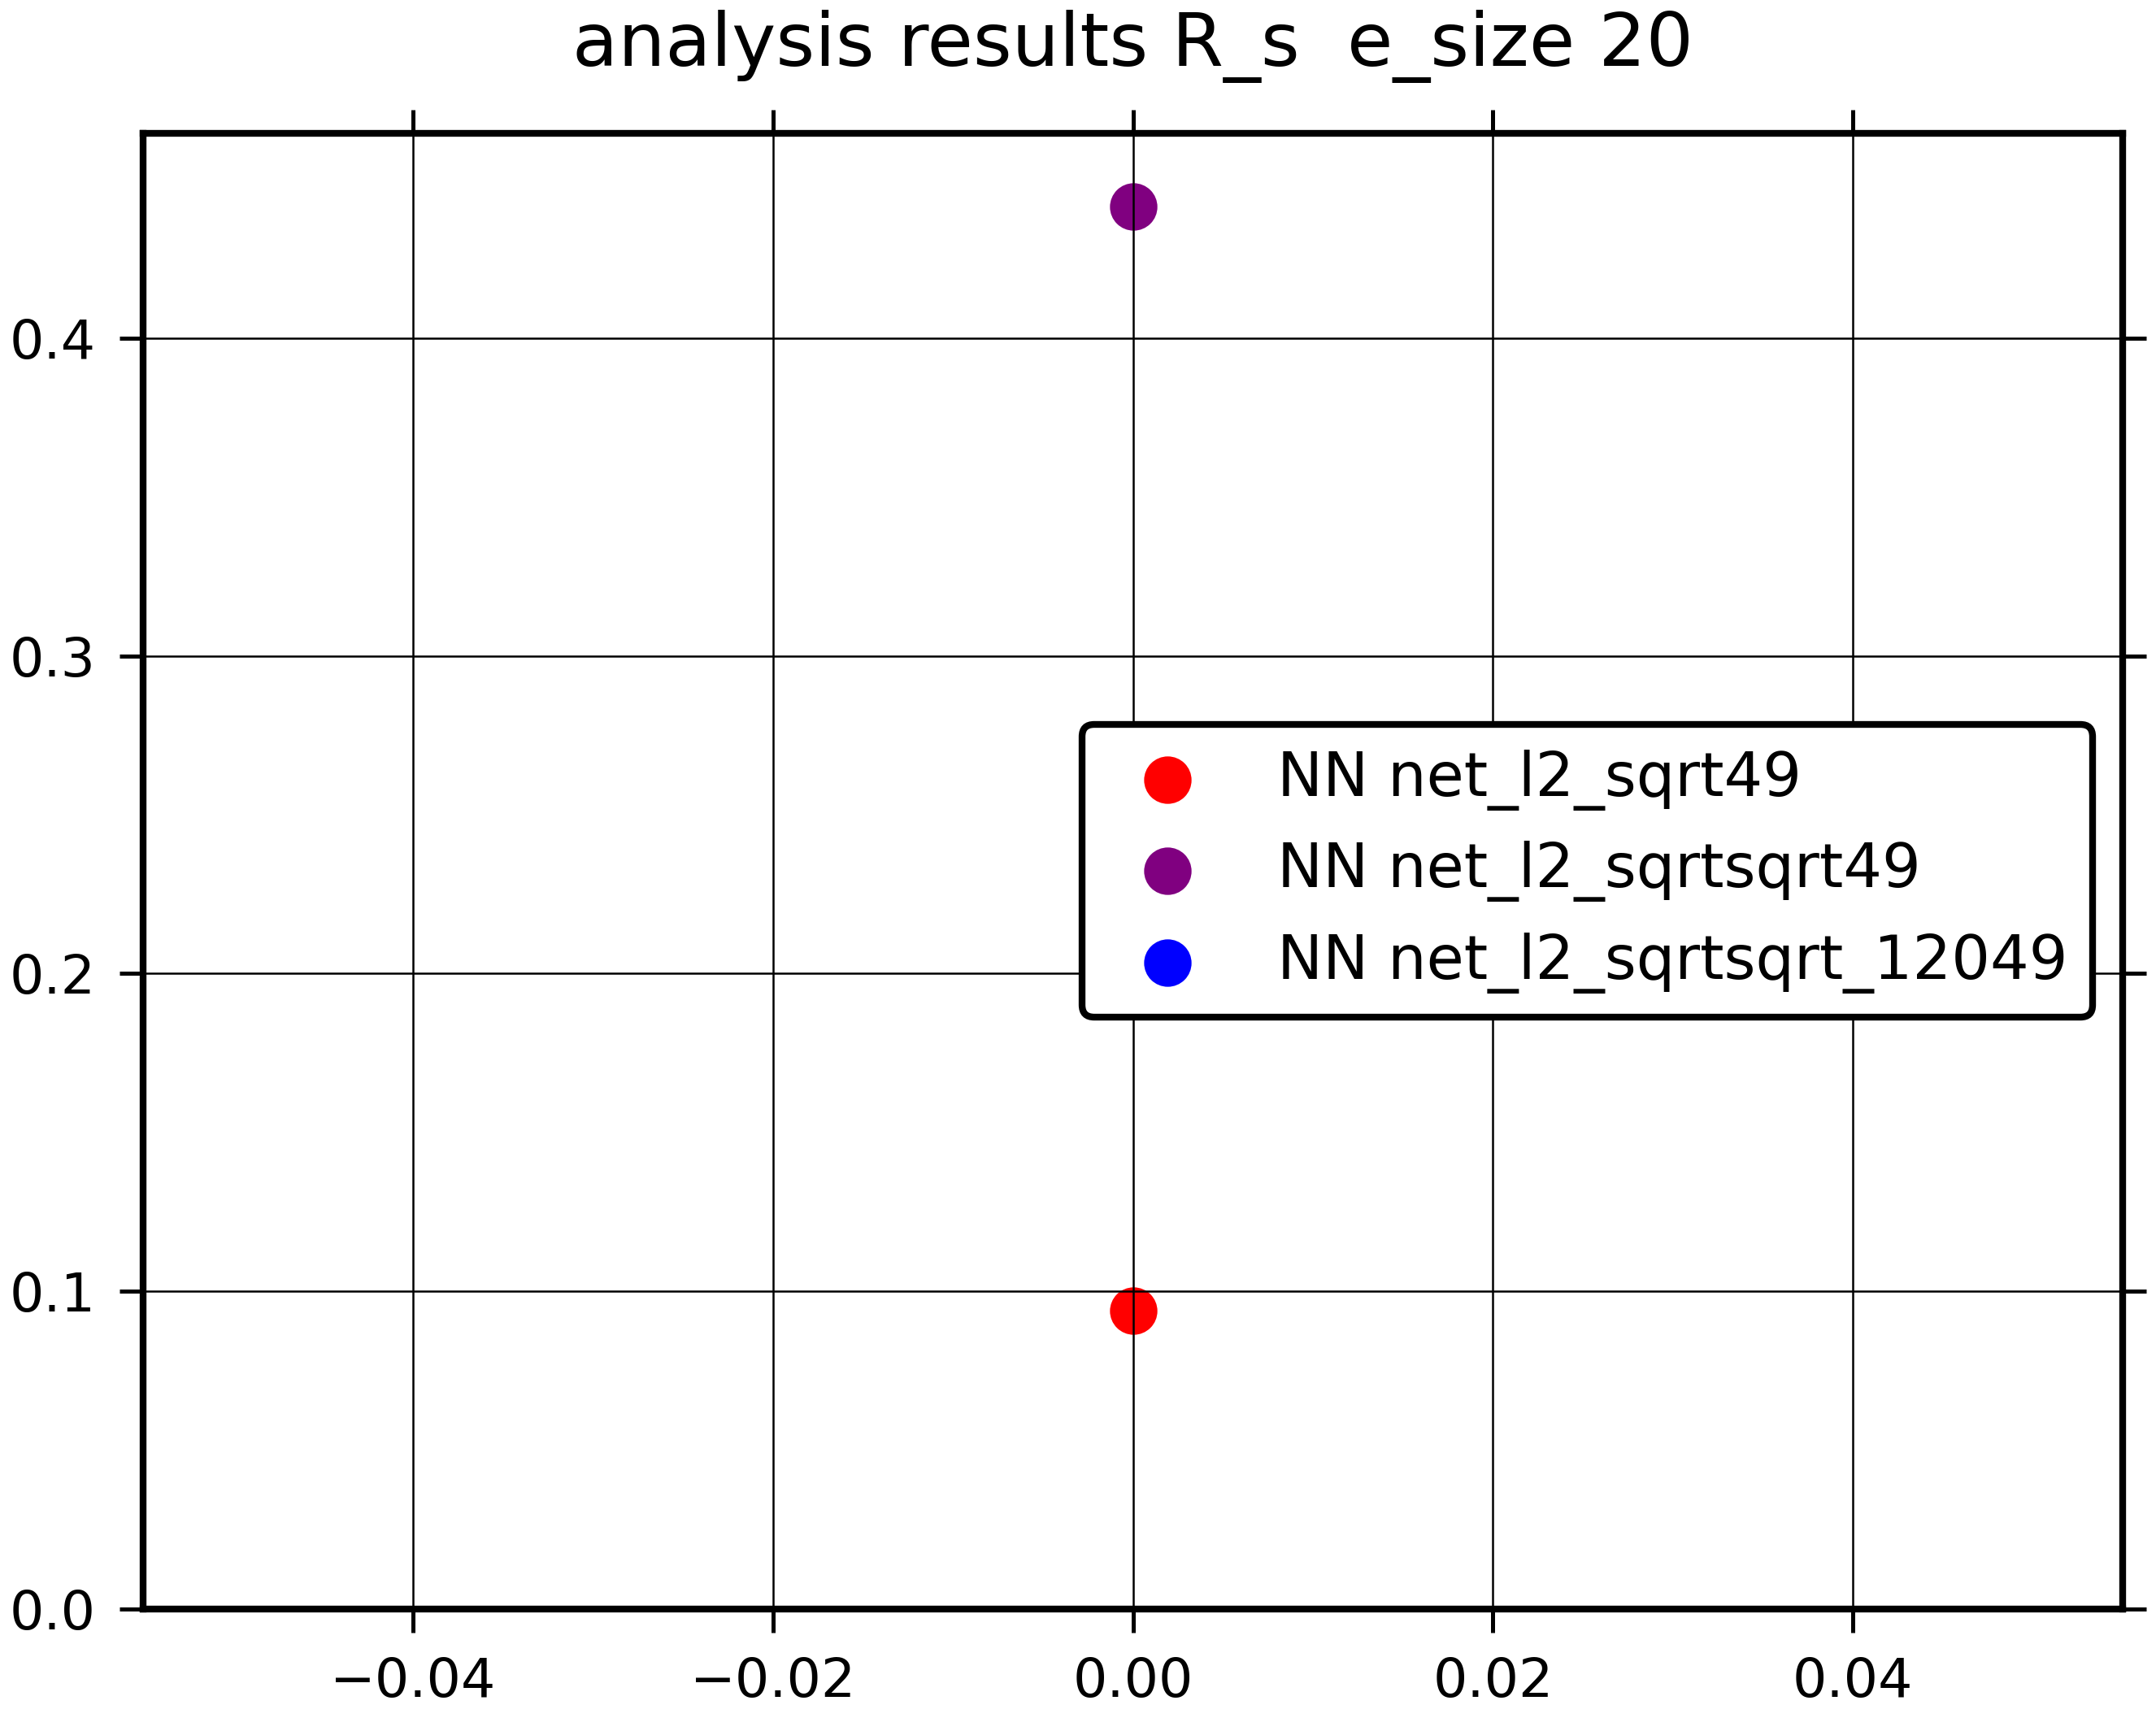 analysis results R_s  e_size 20
0.4
0.3
0.2
0.1
0.0
NN net_l2_sqrt49
NN net_l2_sqrtsqrt49
NN net_l2_sqrtsqrt_12049
−0.04 −0.02 0.00 0.02 0.04